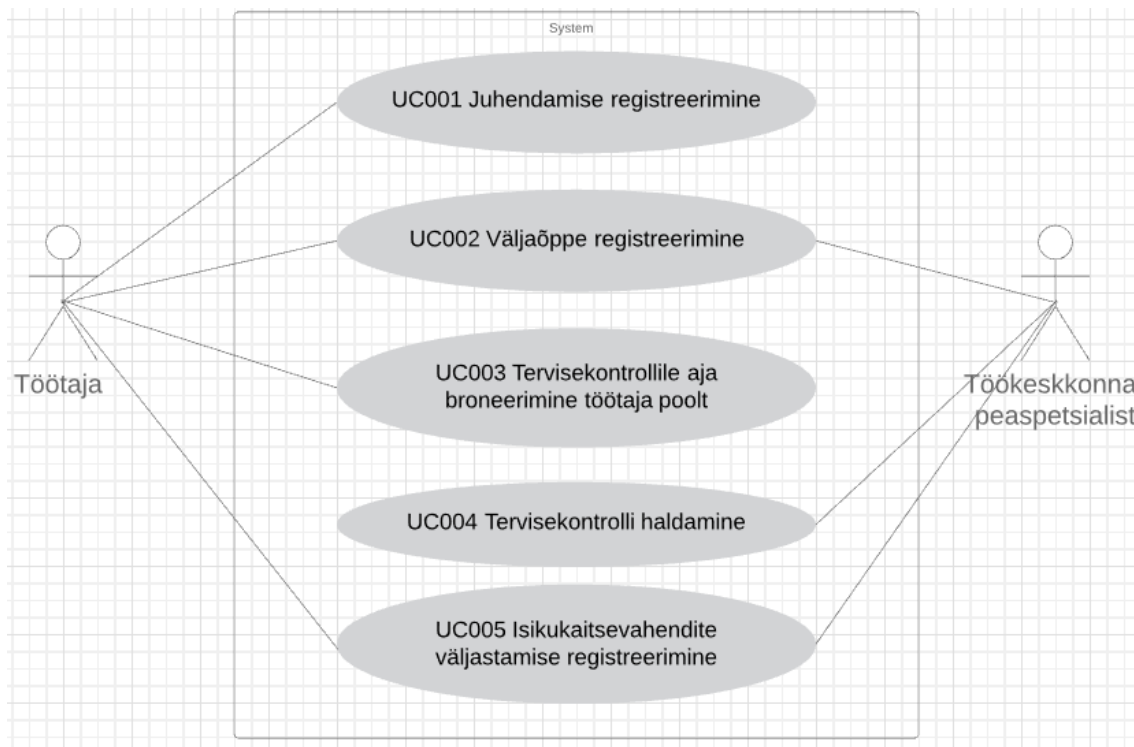 System
UC001 Juhendamise registreerimine
UC002 Väljaõppe registreerimine
UC003 Tervisekontrollile aja
broneerimine töötaja poolt
Töötaja
Töökeskkonna
peaspetsialist
UC004 Tervisekontrolli haldamine
UC005 Isikukaitsevahendite
väljastamise registreerimine